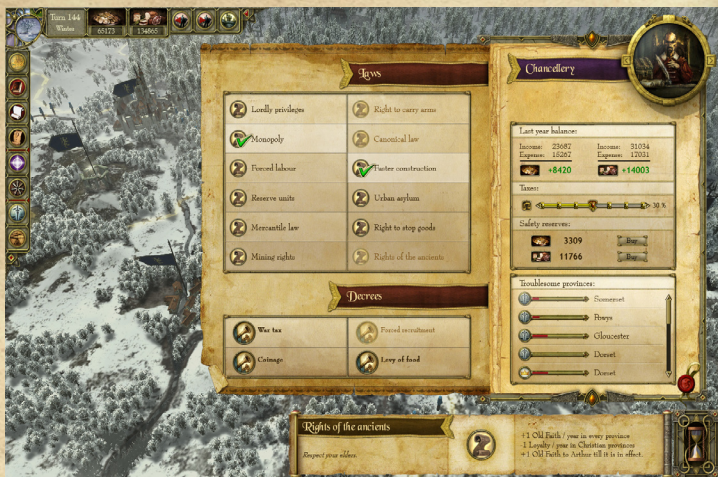 Turn 144
Winter
65173
134865
Laws
Lordly privileges
Right to carry arms
Monopoly
Canonical law
Forced labour
Faster construction
Reserve units
Urban asylum
Mercantile law
Right to stop goods
Mining rights
Rights of the ancients
Decrees
War tax
Forced recruitment
Coinage
Levy of food
Chancellery
Last year balance:
Income: 23687 Income: 31034
Expense: 15267 Expense: 17031
+8420 +14003
Taxes:
30 %
Safety reserves:
3309 Buy
11766 Buy
Troublesome provinces:
Somerset
Powys
Gloucester
Dorset
Dorset
Rights of the ancients
Respect your elders.
2
+1 Old Faith / year in every province
-1 Loyalty / year in Christian provinces
+1 Old Faith to Arthur till it is in effect.